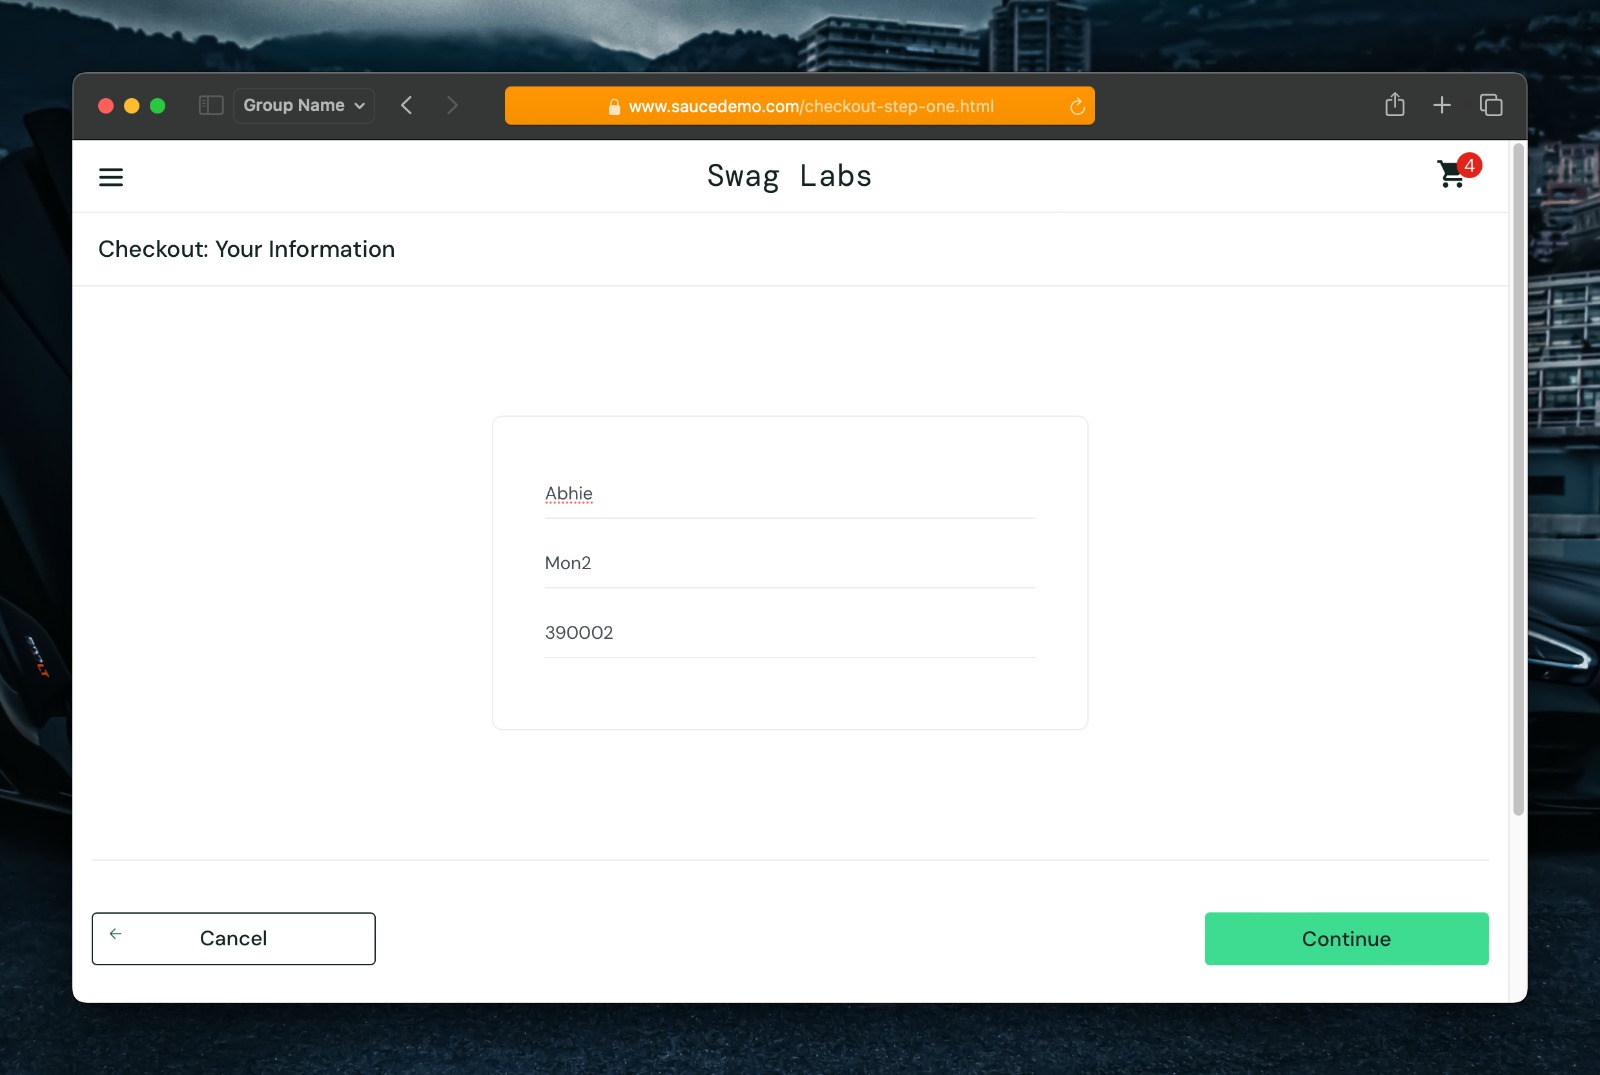 Group Name
www.saucedemo.com/checkout-step-one.html
Swag Labs
4
Checkout: Your Information
Abhie
Mon2
390002
Cancel
Continue